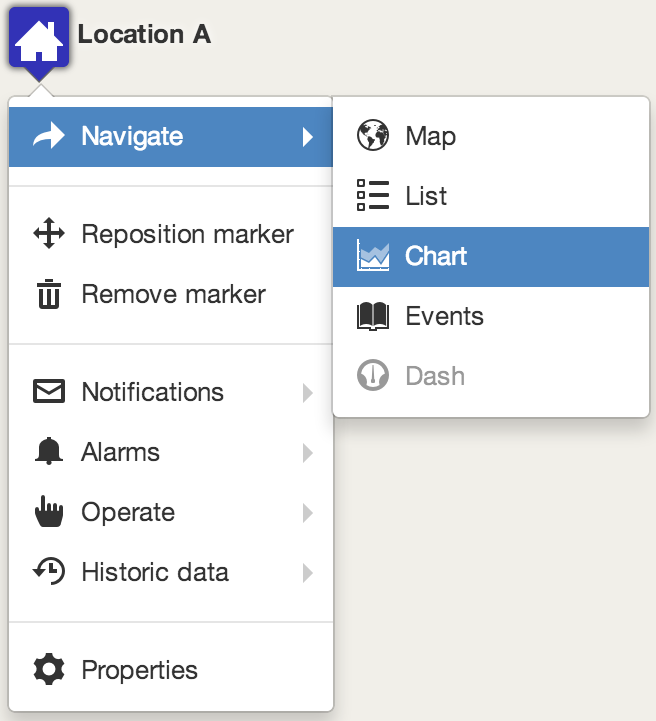 Location A
Navigate
Map
List
Chart
Events
Dash
Reposition marker
Remove marker
Notifications
Alarms
Operate
Historic data
Properties